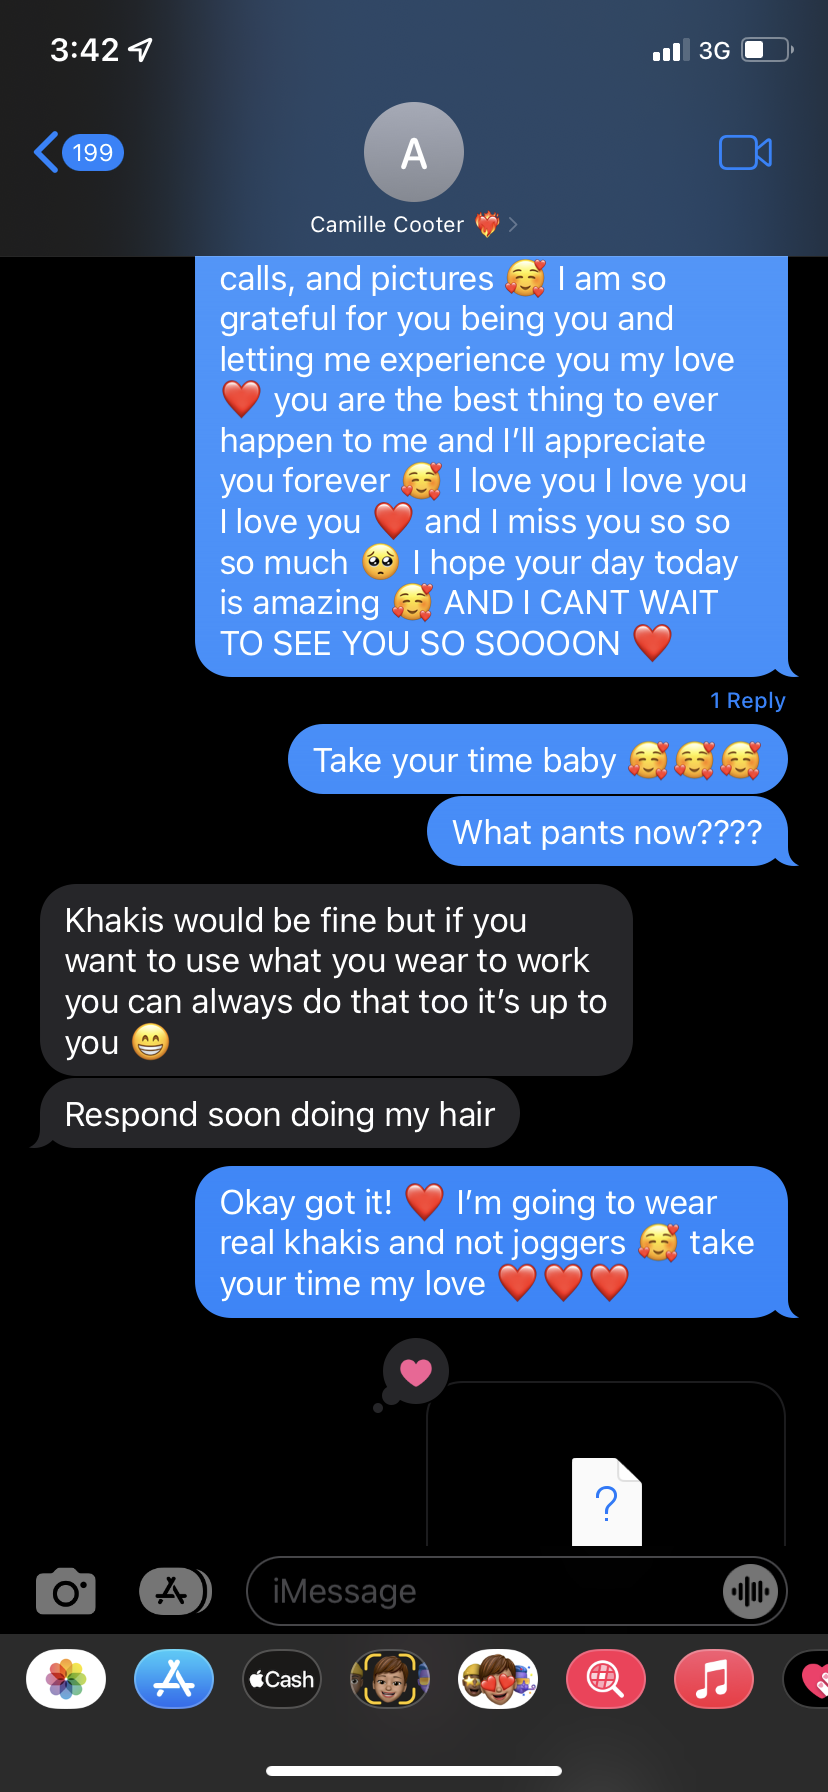 3:42
3G
199
A
Camille Cooter ❤️‍🔥
calls, and pictures 🥰 I am so
grateful for you being you and
letting me experience you my love
❤️ you are the best thing to ever
happen to me and I’ll appreciate
you forever 🥰 I love you I love you
I love you ❤️ and I miss you so so
so much 🥺 I hope your day today
is amazing 🥰 AND I CANT WAIT
TO SEE YOU SO SOOOON ❤️
1 Reply
Take your time baby 🥰🥰🥰
What pants now????
Khakis would be fine but if you
want to use what you wear to work
you can always do that too it’s up to
you 😁
Respond soon doing my hair
Okay got it! ❤️ I’m going to wear
real khakis and not joggers 🥰 take
your time my love ❤️❤️❤️
?
iMessage
Cash